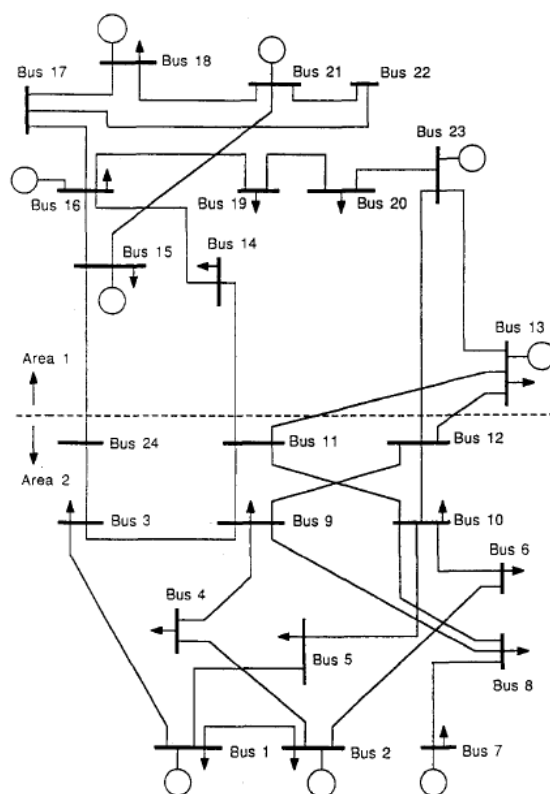 Bus 18
Bus 21
Bus 22
Bus 17
Bus 23
Bus 16
Bus 19
Bus 20
Bus 15
Bus 14
Bus 13
Area 1
Area 2
Bus 24
Bus 11
Bus 12
Bus 3
Bus 9
Bus 10
Bus 6
Bus 4
Bus 5
Bus 8
Bus 1
Bus 2
Bus 7